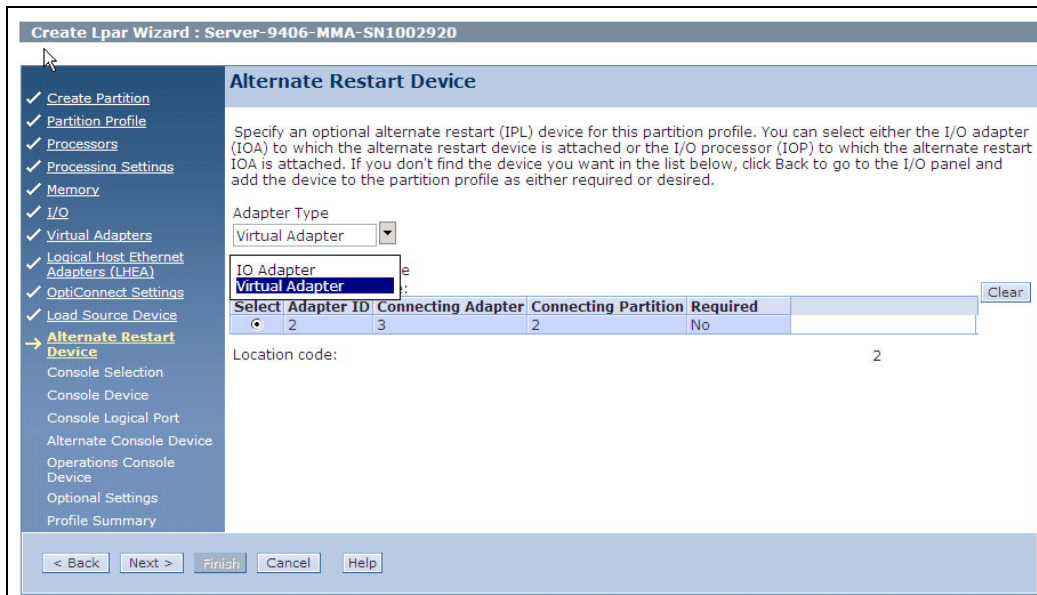 Create Lpar Wizard : Server-9406-MMA-SN1002920
Create Partition
Partition Profile
Processors
Processing Settings
Memory
I/O
Virtual Adapters
Logical Host Ethernet
Adapters (LHEA)
OptiConnect Settings
Load Source Device
Alternate Restart
Device
Console Selection
Console Device
Console Logical Port
Alternate Console Device
Operations Console
Device
Optional Settings
Profile Summary
Alternate Restart Device
Specify an optional alternate restart (IPL) device for this partition profile. You can select either the I/O adapter
(IOA) to which the alternate restart device is attached or the I/O processor (IOP) to which the alternate restart
IOA is attached. If you don't find the device you want in the list below, click Back to go to the I/O panel and
add the device to the partition profile as either required or desired.
Adapter Type
Virtual Adapter
IO Adapter
Virtual Adapter
Clear
Select Adapter ID Connecting Adapter Connecting Partition Required
2 3 2 No
Location code: 2
< Back Next > Finish Cancel Help